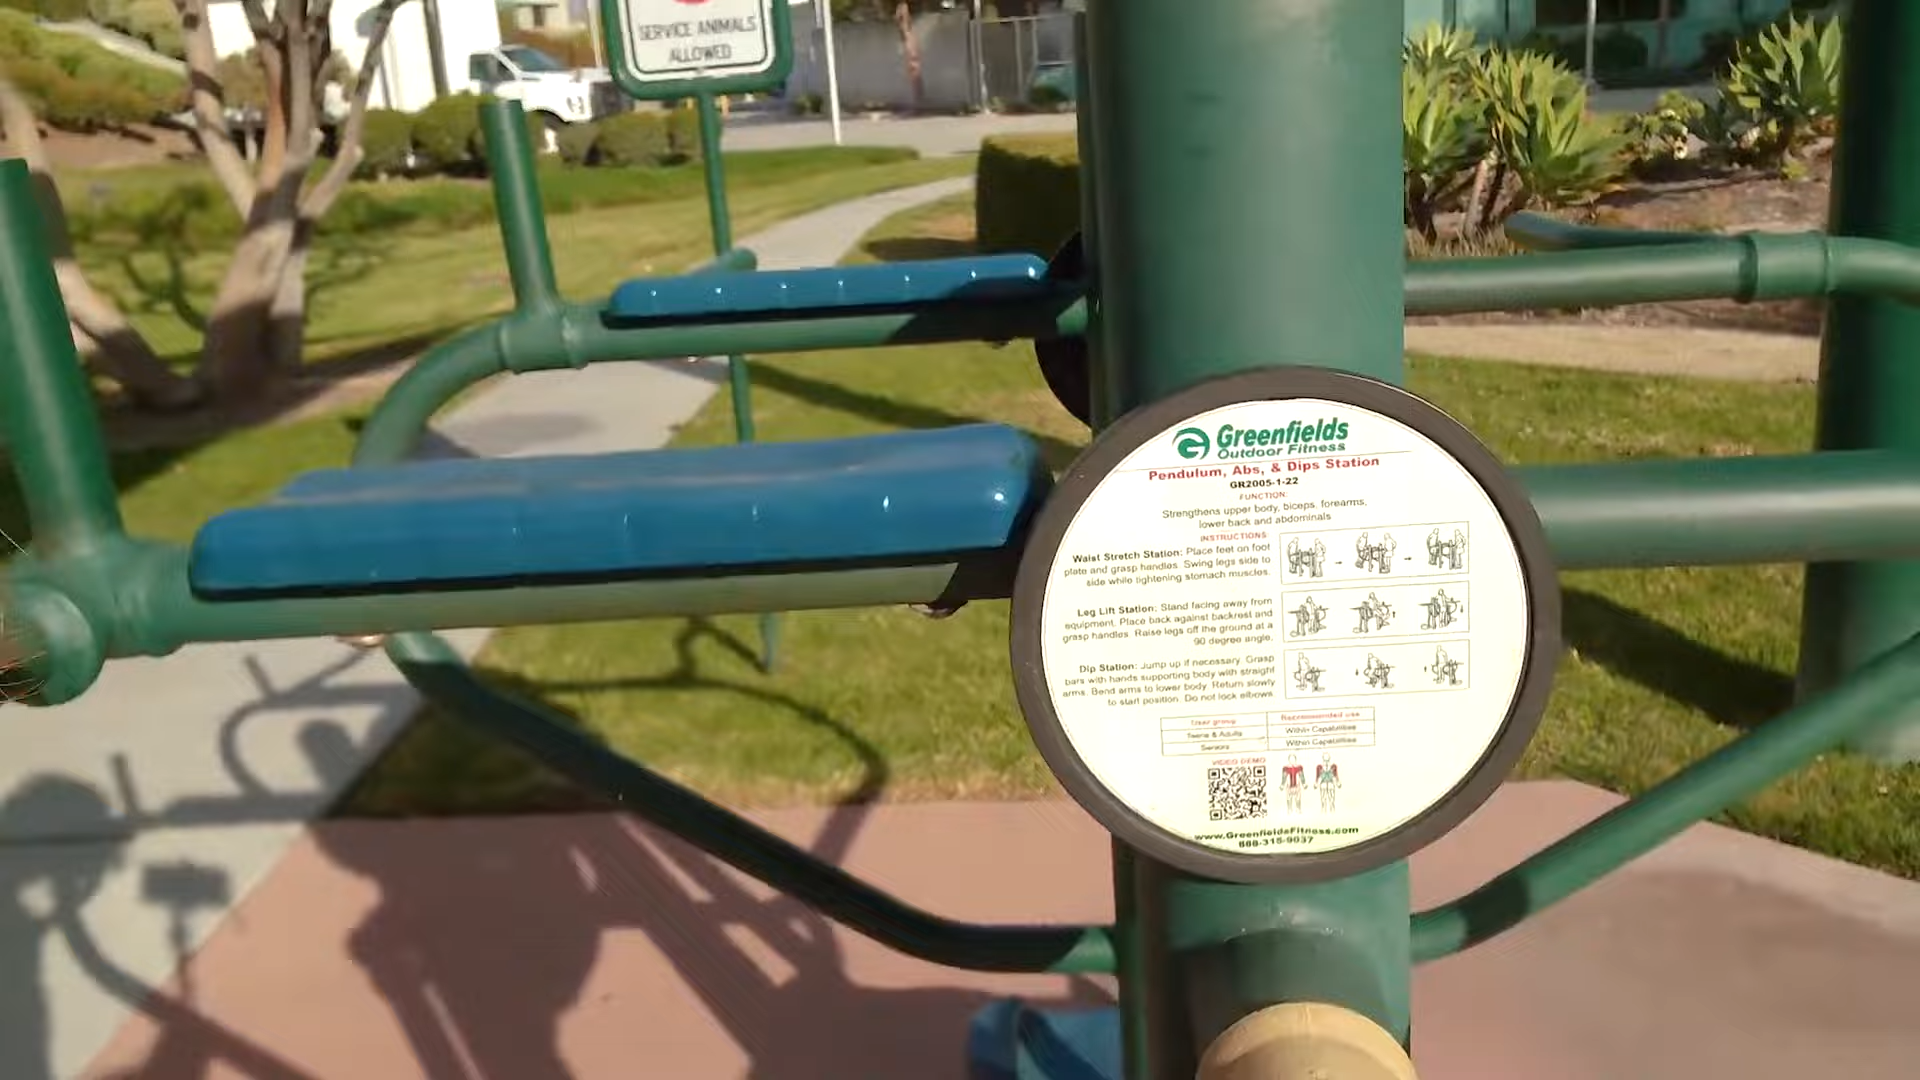 SERVICE ANIMALS
ALLOWED
Greenfields
Outdoor Fitness
Pendulum, Abs, & Dips Station
GR2005-1-22
FUNCTION:
Strengthens upper body, biceps, forearms,
lower back and abdominals
INSTRUCTIONS:
Waist Stretch Station: Place feet on foot
plate and grasp handles. Swing legs side to
side while tightening stomach muscles.
Leg Lift Station: Stand facing away from
equipment. Place back against backrest and
grasp handles. Raise legs off the ground at a
90 degree angle.
Dip Station: Jump up if necessary. Grasp
bars with hands supporting body with straight
arms. Bend arms to lower body. Return slowly
to start position. Do not lock elbows.
User group Recommended use
Teens & Adults Within Capabilities
Seniors Within Capabilities
VIDEO DEMO
www.GreenfieldsFitness.com
888-315-9037